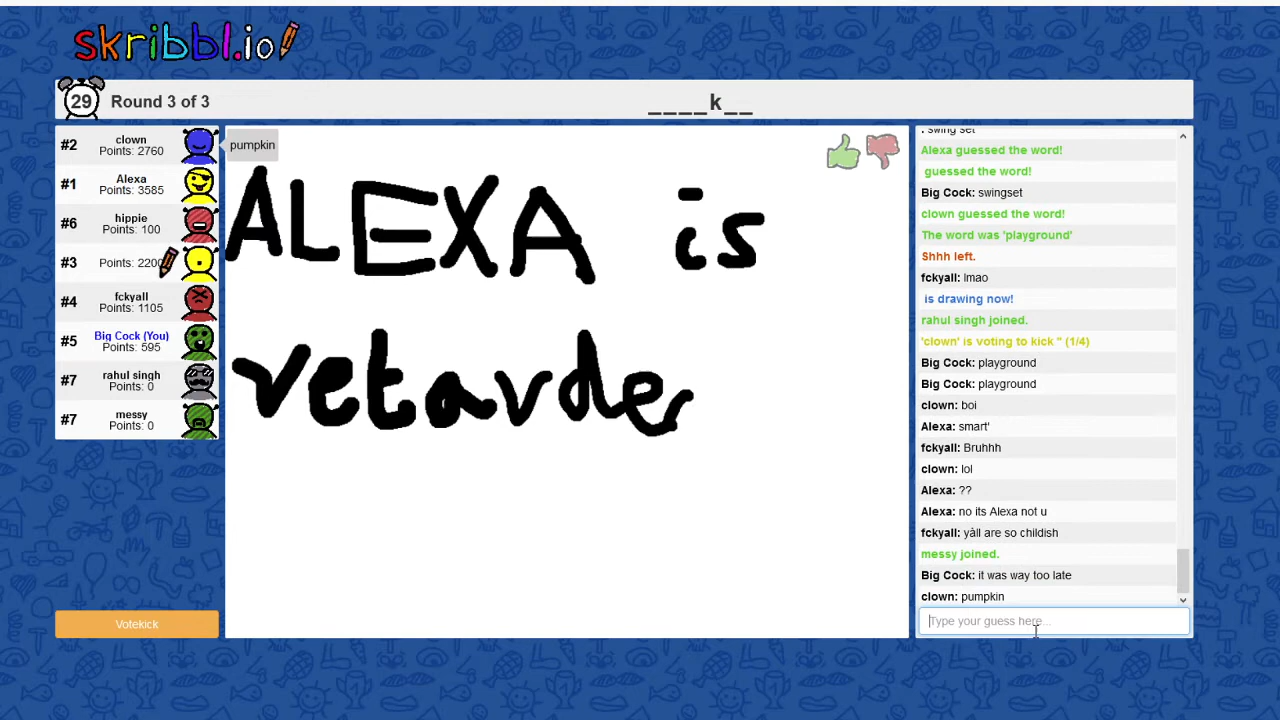 skribbl.io
29 Round 3 of 3 ____k__
#2 clown Points: 2760
#1 Alexa Points: 3585
#6 hippie Points: 100
#3 Points: 2200
#4 fckyall Points: 1105
#5 Big Cock (You) Points: 595
#7 rahul singh Points: 0
#7 messy Points: 0
Votekick
pumpkin
ALEXA is
retarder
: swing set
Alexa guessed the word!
guessed the word!
Big Cock: swingset
clown guessed the word!
The word was 'playground'
Shhh left.
fckyall: lmao
is drawing now!
rahul singh joined.
'clown' is voting to kick '' (1/4)
Big Cock: playground
Big Cock: playground
clown: boi
Alexa: smart'
fckyall: Bruhhh
clown: lol
Alexa: ??
Alexa: no its Alexa not u
fckyall: yåll are so childish
messy joined.
Big Cock: it was way too late
clown: pumpkin
Type your guess here...